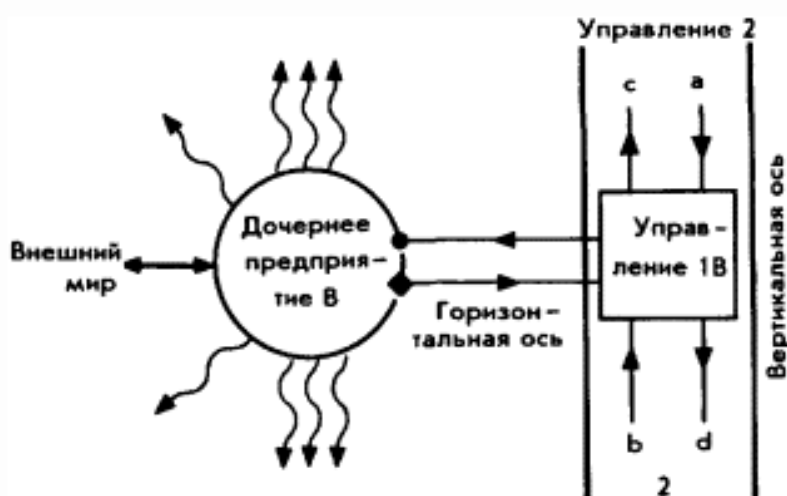 Управление 2
c
a
Дочернее
предприя-
тие В
Внешний
мир
Управ-
ление 1В
Горизон-
тальная ось
Вертикальная ось
b
d
2